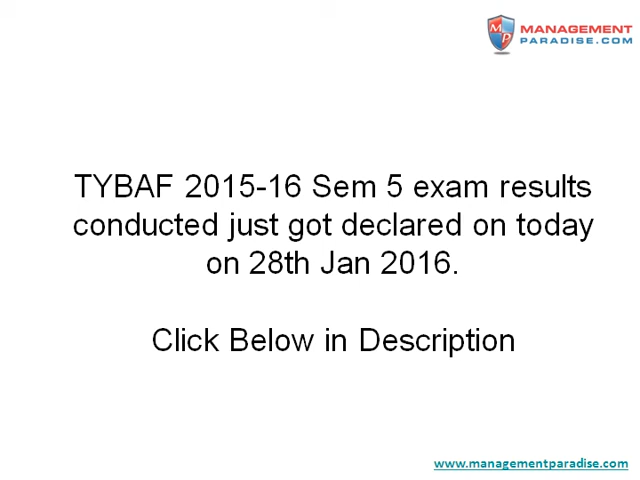 MP MANAGEMENT
PARADISE.COM
TYBAF 2015-16 Sem 5 exam results
conducted just got declared on today
on 28th Jan 2016.
Click Below in Description
www.managementparadise.com